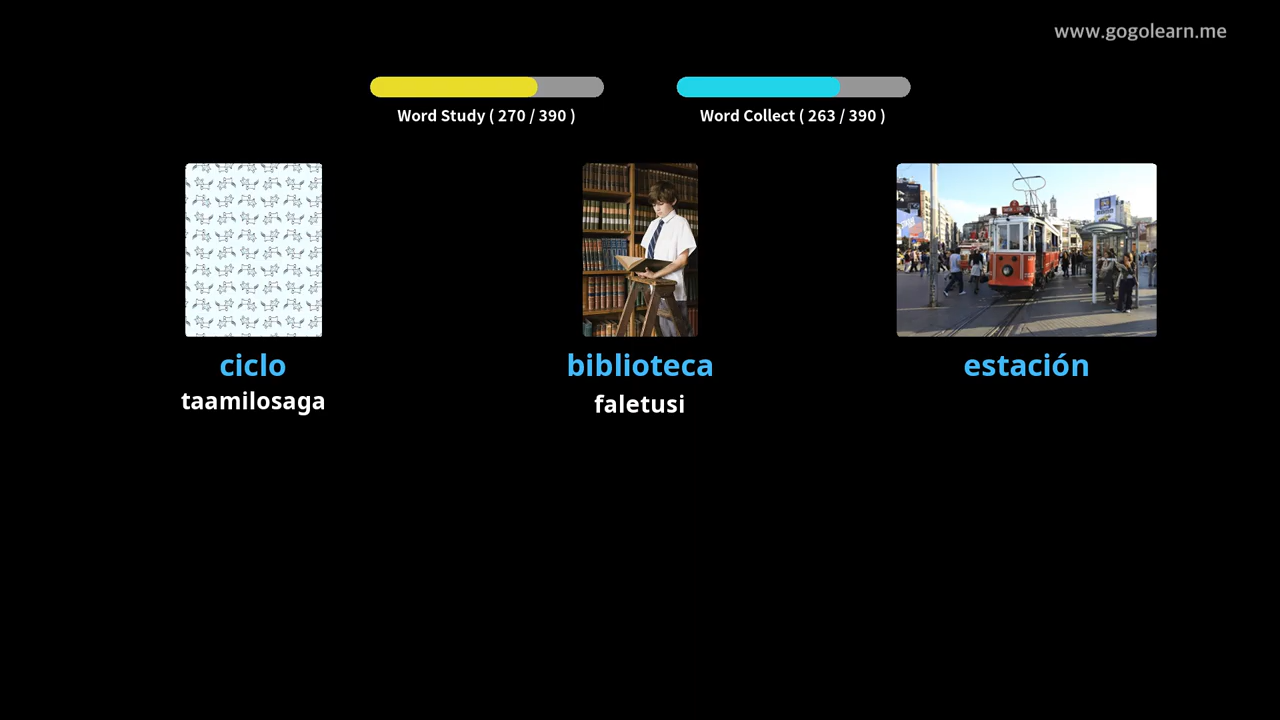 www.gogolearn.me
Word Study ( 270 / 390 )
Word Collect ( 263 / 390 )
ciclo
taamilosaga
biblioteca
faletusi
estación